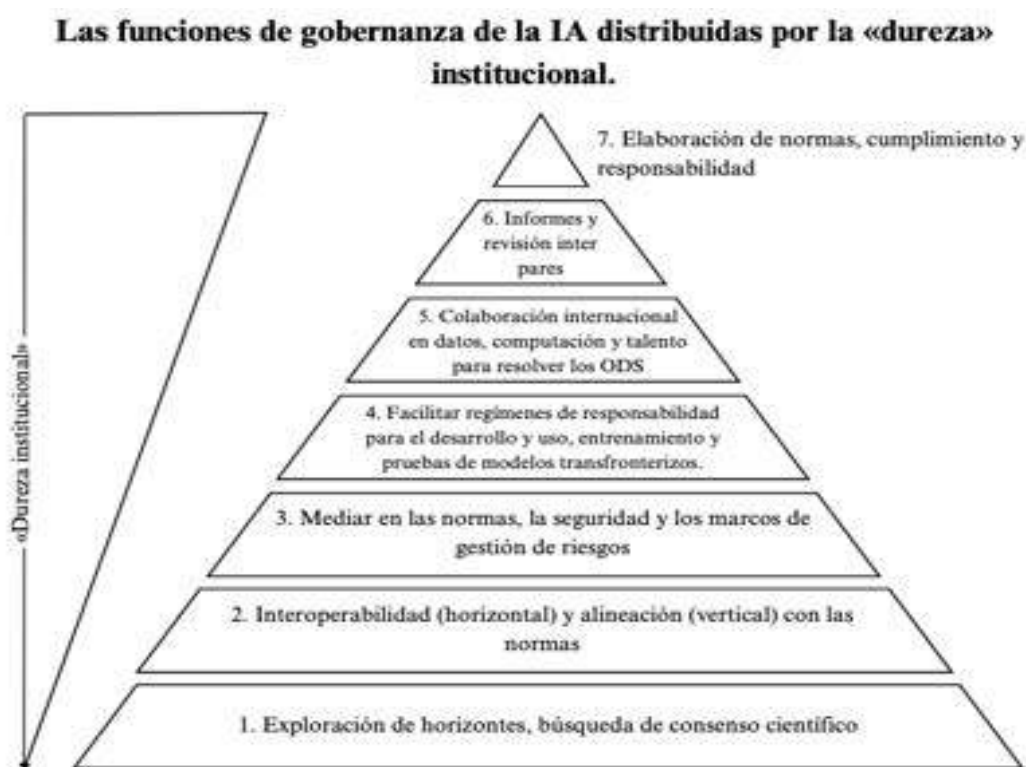 Las funciones de gobernanza de la IA distribuidas por la «dureza»
institucional.
7. Elaboración de normas, cumplimiento y
responsabilidad
6. Informes y
revisión inter
pares
5. Colaboración internacional
en datos, computación y talento
para resolver los ODS
4. Facilitar regímenes de responsabilidad
para el desarrollo y uso, entrenamiento y
pruebas de modelos transfronterizos.
3. Mediar en las normas, la seguridad y los marcos de
gestión de riesgos
2. Interoperabilidad (horizontal) y alineación (vertical) con las
normas
1. Exploración de horizontes, búsqueda de consenso científico
«Dureza institucional»